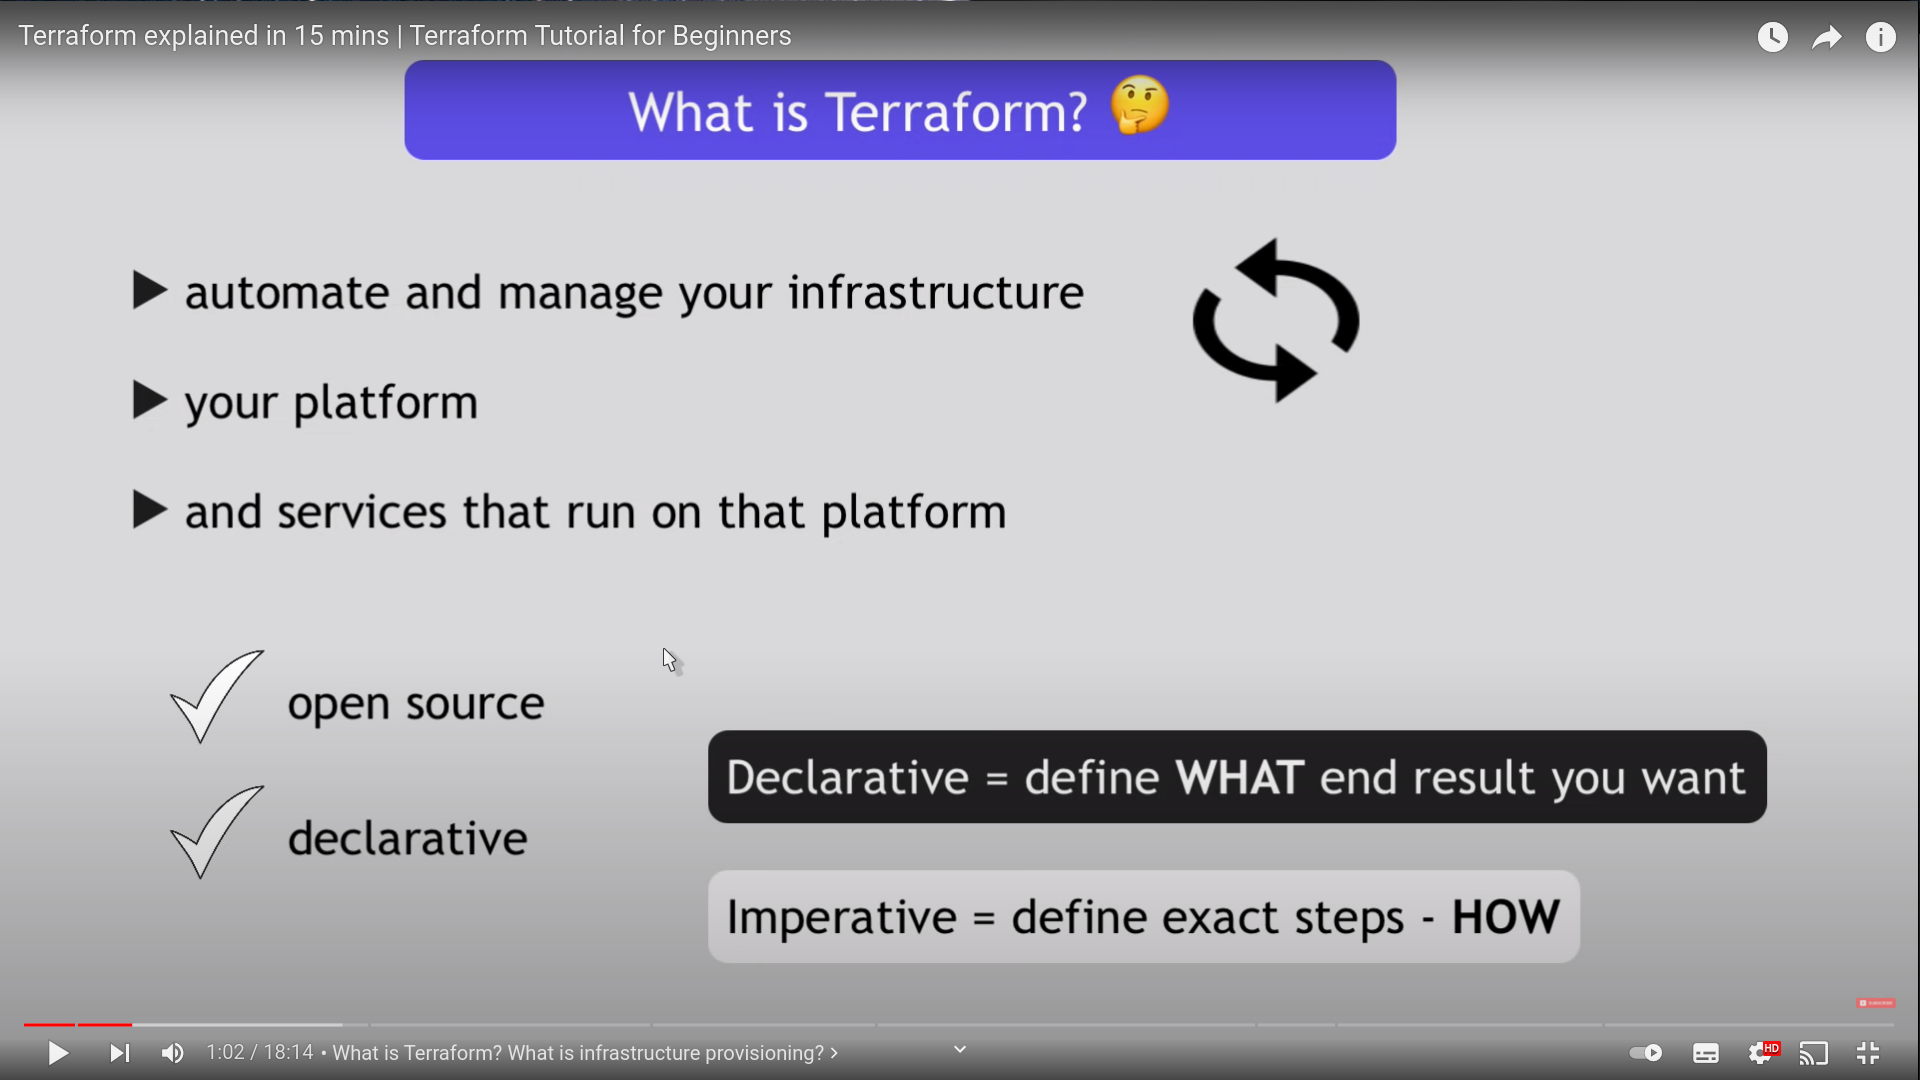 Terraform explained in 15 mins | Terraform Tutorial for Beginners
What is Terraform? 🤔
automate and manage your infrastructure
your platform
and services that run on that platform
open source
Declarative = define WHAT end result you want
declarative
Imperative = define exact steps - HOW
SUBSCRIBE
1:02 / 18:14 • What is Terraform? What is infrastructure provisioning? >
HD